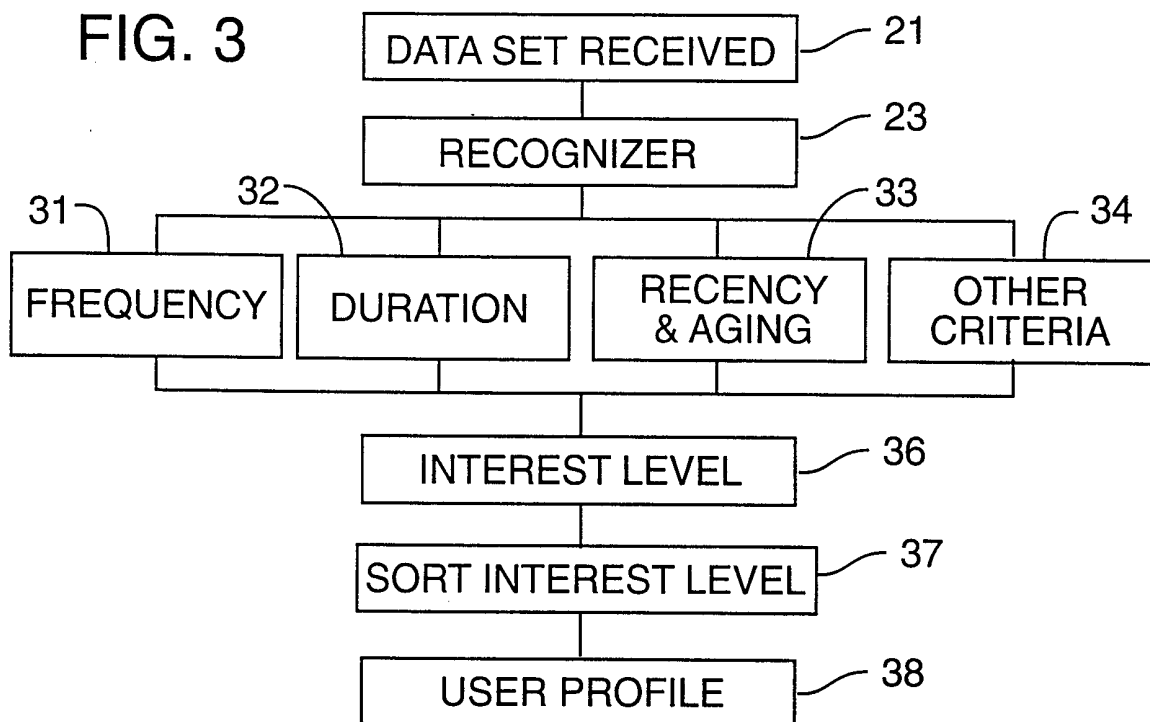 FIG. 3
DATA SET RECEIVED
21
RECOGNIZER
23
31
32
33
34
FREQUENCY
DURATION
RECENCY
& AGING
OTHER
CRITERIA
INTEREST LEVEL
36
SORT INTEREST LEVEL
37
USER PROFILE
38